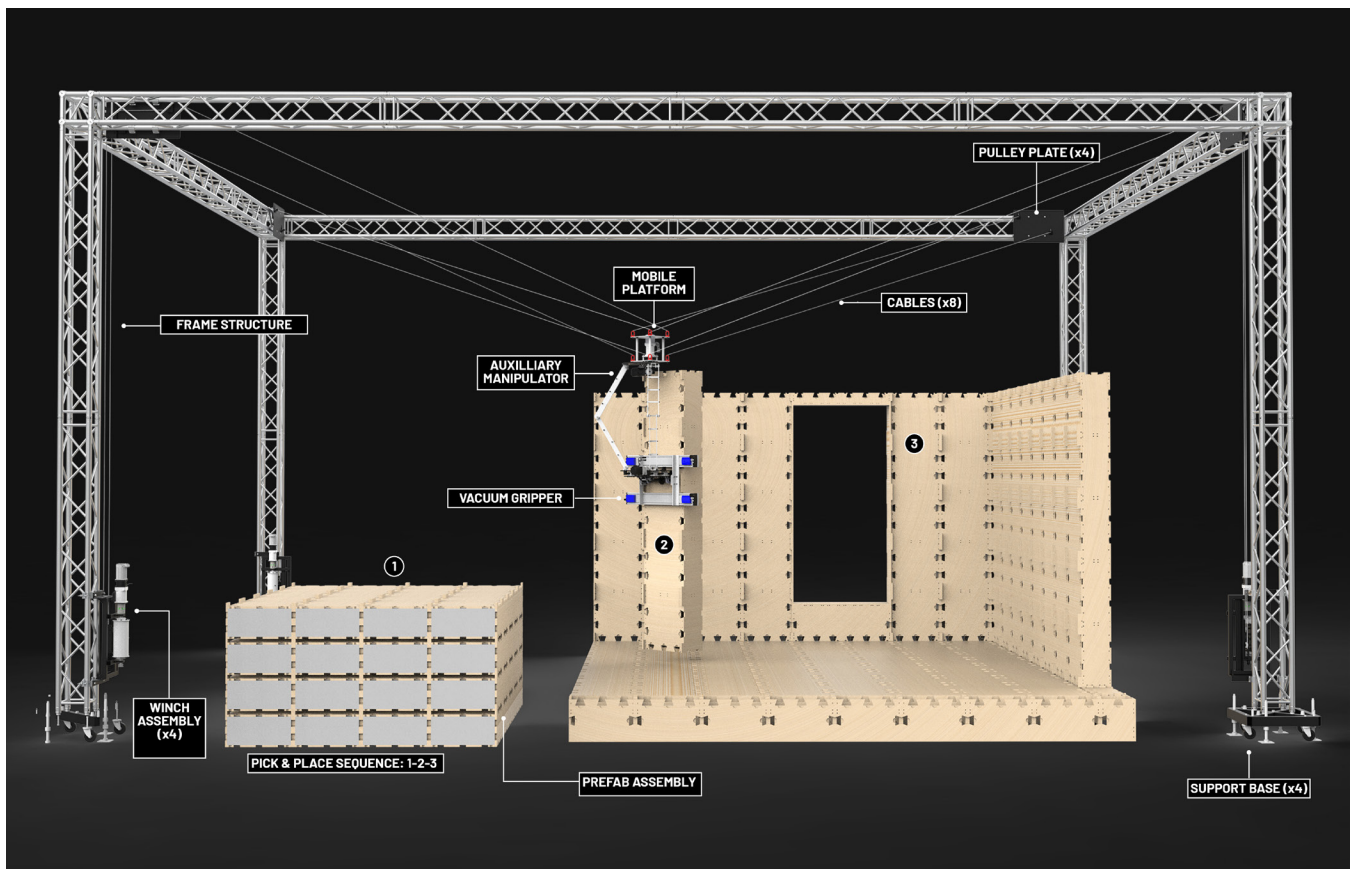 PULLEY PLATE (x4)
MOBILE
PLATFORM
CABLES (x8)
FRAME STRUCTURE
AUXILLIARY
MANIPULATOR
3
VACUUM GRIPPER
2
1
WINCH
ASSEMBLY
(x4)
PICK & PLACE SEQUENCE: 1-2-3
PREFAB ASSEMBLY
SUPPORT BASE (x4)